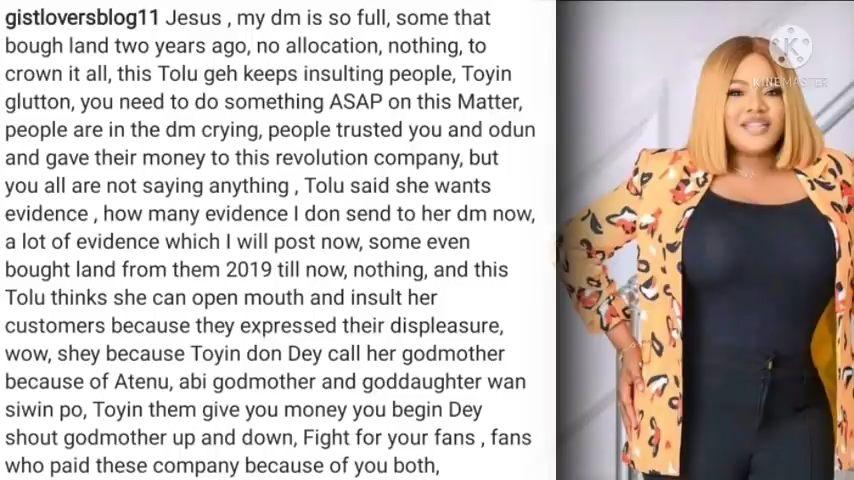 gistloversblog11 Jesus , my dm is so full, some that
bough land two years ago, no allocation, nothing, to
crown it all, this Tolu geh keeps insulting people, Toyin
glutton, you need to do something ASAP on this Matter,
people are in the dm crying, people trusted you and odun
and gave their money to this revolution company, but
you all are not saying anything , Tolu said she wants
evidence , how many evidence I don send to her dm now,
a lot of evidence which I will post now, some even
bought land from them 2019 till now, nothing, and this
Tolu thinks she can open mouth and insult her
customers because they expressed their displeasure,
wow, shey because Toyin don Dey call her godmother
because of Atenu, abi godmother and goddaughter wan
siwin po, Toyin them give you money you begin Dey
shout godmother up and down, Fight for your fans , fans
who paid these company because of you both,
KINEMASTER